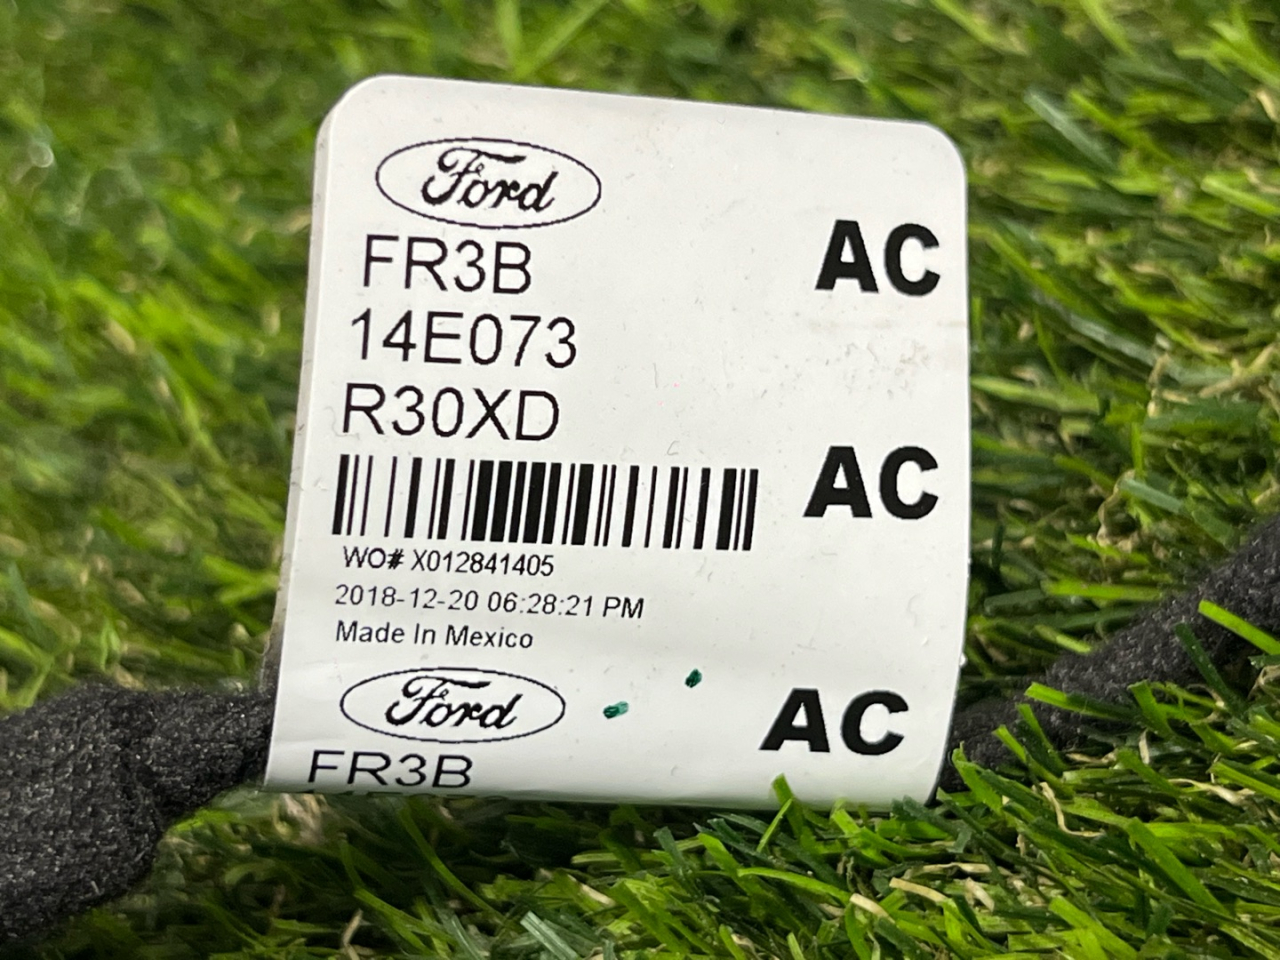 Ford
FR3B AC
14E073
R30XD
AC
WO# X012841405
2018-12-20 06:28:21 PM
Made In Mexico
Ford AC
FR3B